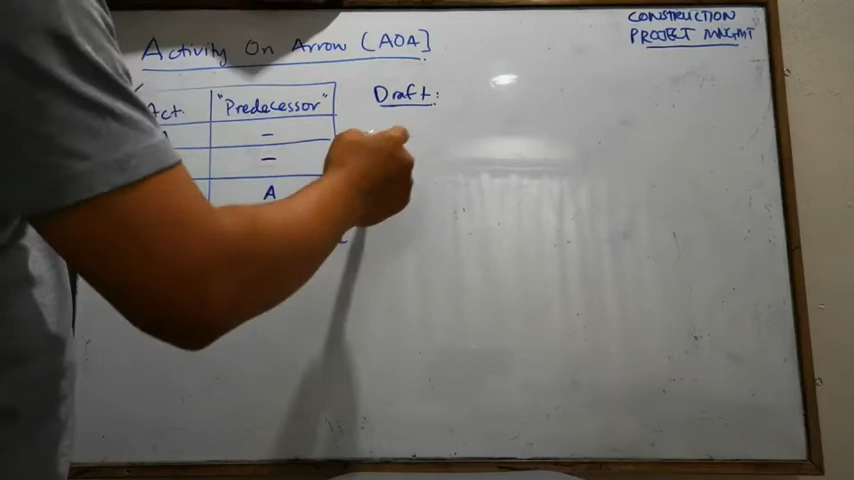 CONSTRUCTION
PROJECT MNGMT
Activity On Arrow [AOA]
Act. "Predecessor"
-
-
A
Draft: